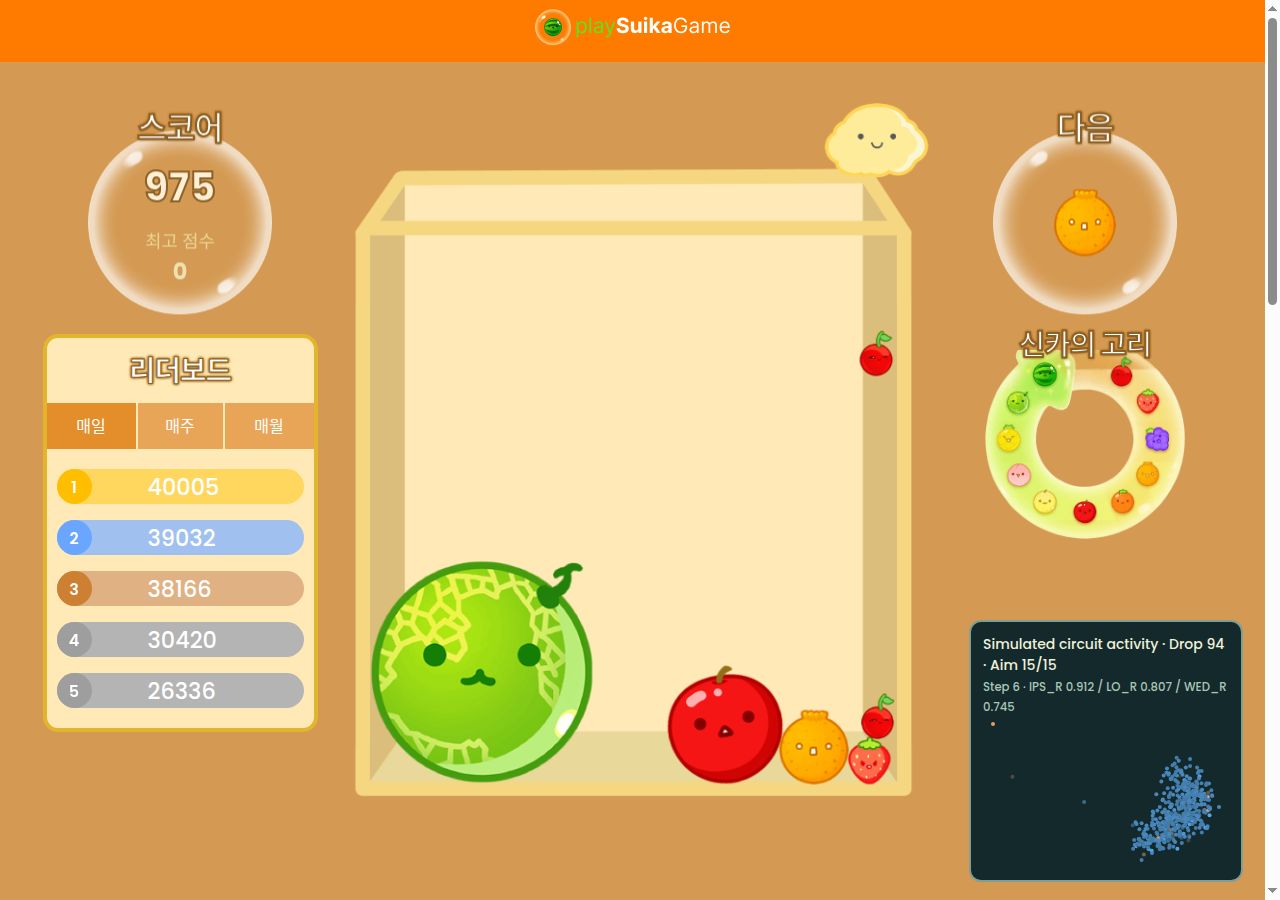 playSuikaGame
스코어
975
최고 점수
0
다음
리더보드
매일
매주
매월
1 40005
2 39032
3 38166
4 30420
5 26336
신카의 고리
Simulated circuit activity · Drop 94
· Aim 15/15
Step 6 · IPS_R 0.912 / LO_R 0.807 / WED_R
0.745